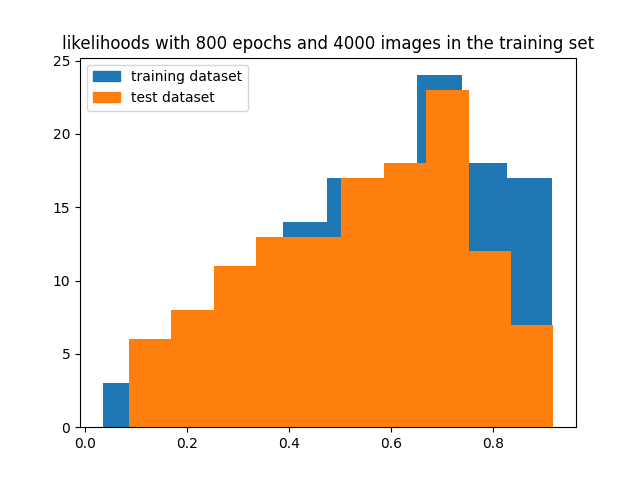 likelihoods with 800 epochs and 4000 images in the training set
training dataset
test dataset
25
20
15
10
5
0
0.0 0.2 0.4 0.6 0.8